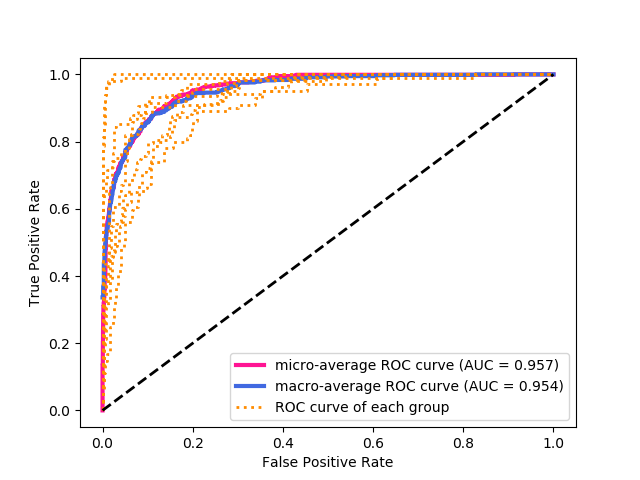 1.0
0.8
0.6
0.4
0.2
0.0
True Positive Rate
micro-average ROC curve (AUC = 0.957)
macro-average ROC curve (AUC = 0.954)
ROC curve of each group
0.0 0.2 0.4 0.6 0.8 1.0
False Positive Rate